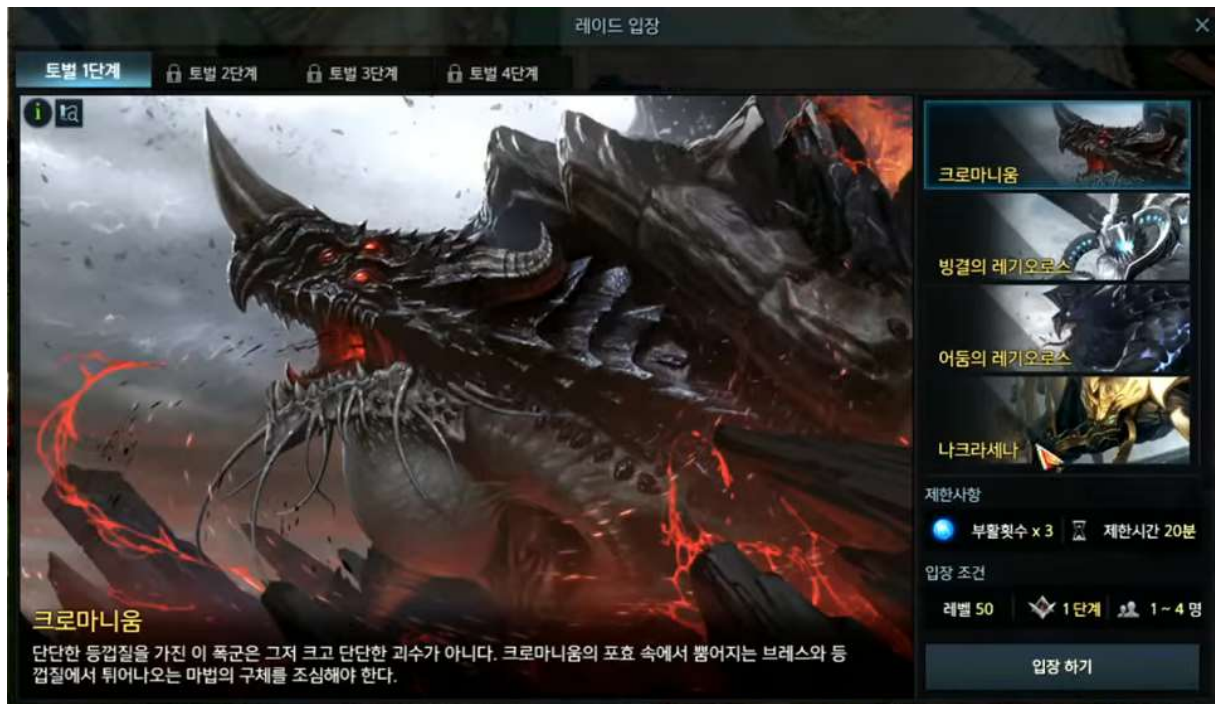 레이드 입장
토벌 1단계
토벌 2단계
토벌 3단계
토벌 4단계
크로마니움
빙결의 레기오로스
어둠의 레기오로스
나크라세나
제한사항
부활횟수 x 3 제한시간 20분
입장 조건
레벨 50 1단계 1 ~ 4 명
입장 하기
크로마니움
단단한 등껍질을 가진 이 폭군은 그저 크고 단단한 괴수가 아니다. 크로마니움의 포효 속에서 뿜어지는 브레스와 등
껍질에서 튀어나오는 마법의 구체를 조심해야 한다.